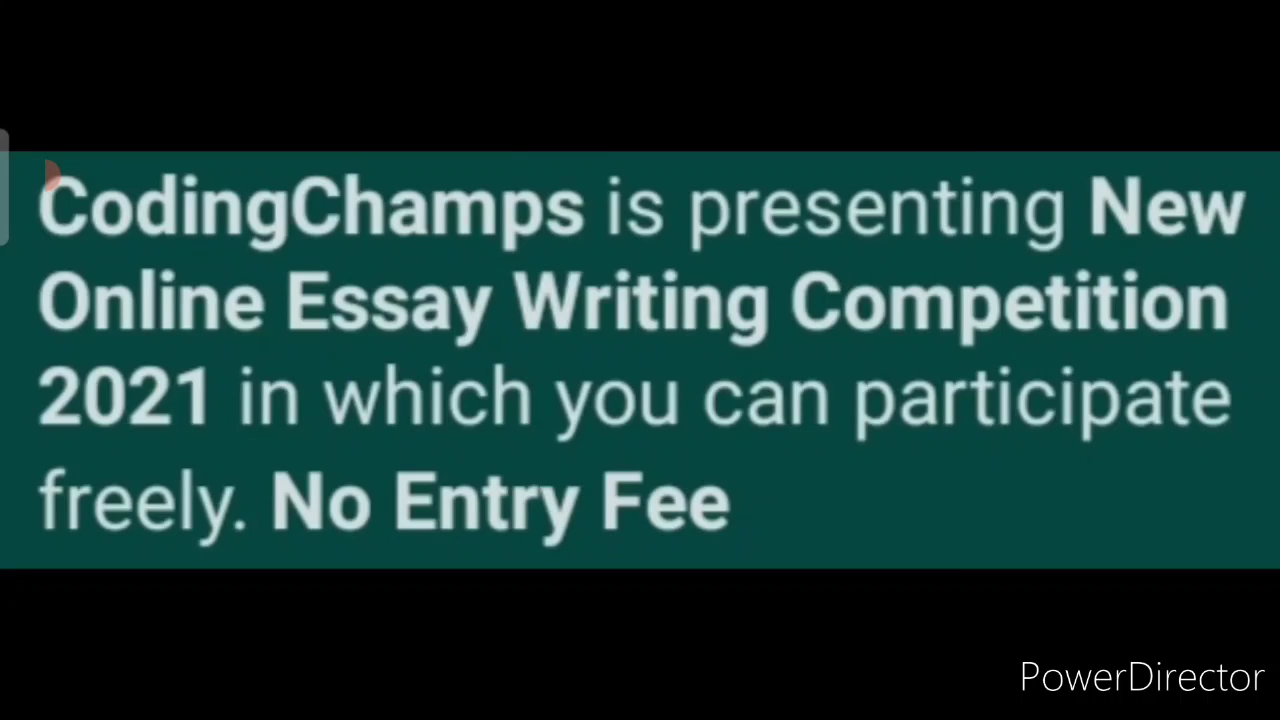 CodingChamps is presenting New
Online Essay Writing Competition
2021 in which you can participate
freely. No Entry Fee
PowerDirector